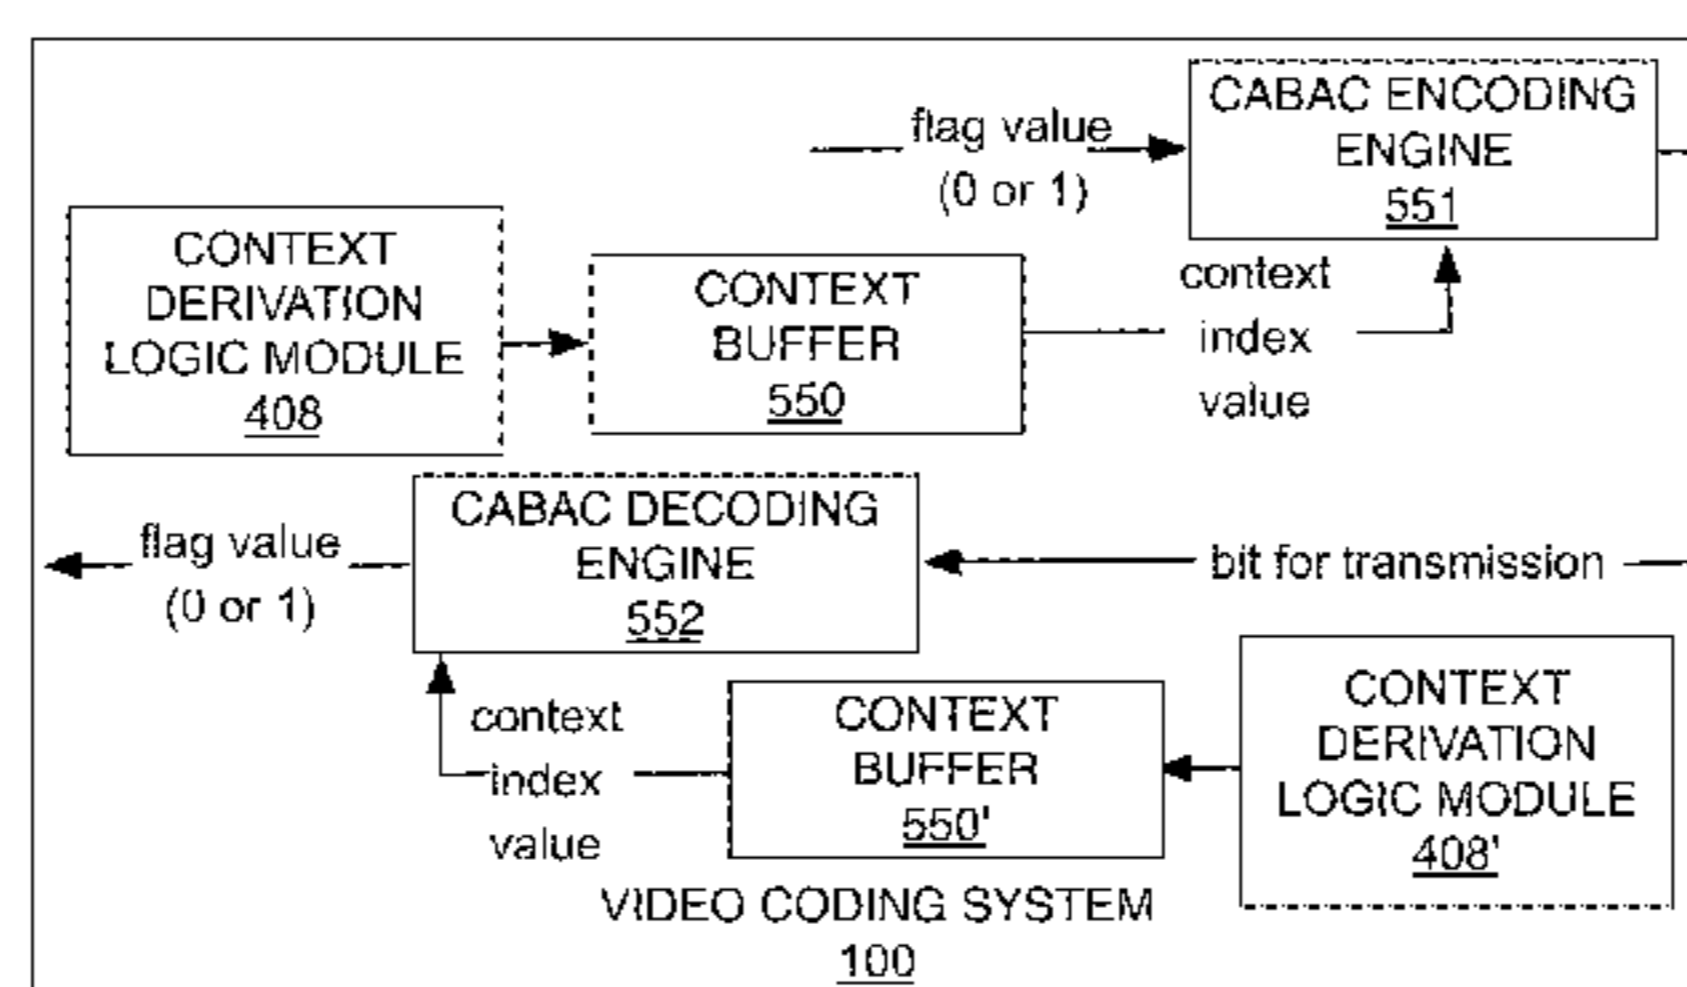 CABAC ENCODING
ENGINE
551
flag value
(0 or 1)
CONTEXT
DERIVATION
LOGIC MODULE
408
CONTEXT
BUFFER
550
context
index
value
CABAC DECODING
ENGINE
552
flag value
(0 or 1)
bit for transmission
context
index
value
CONTEXT
BUFFER
550'
CONTEXT
DERIVATION
LOGIC MODULE
408'
VIDEO CODING SYSTEM
100